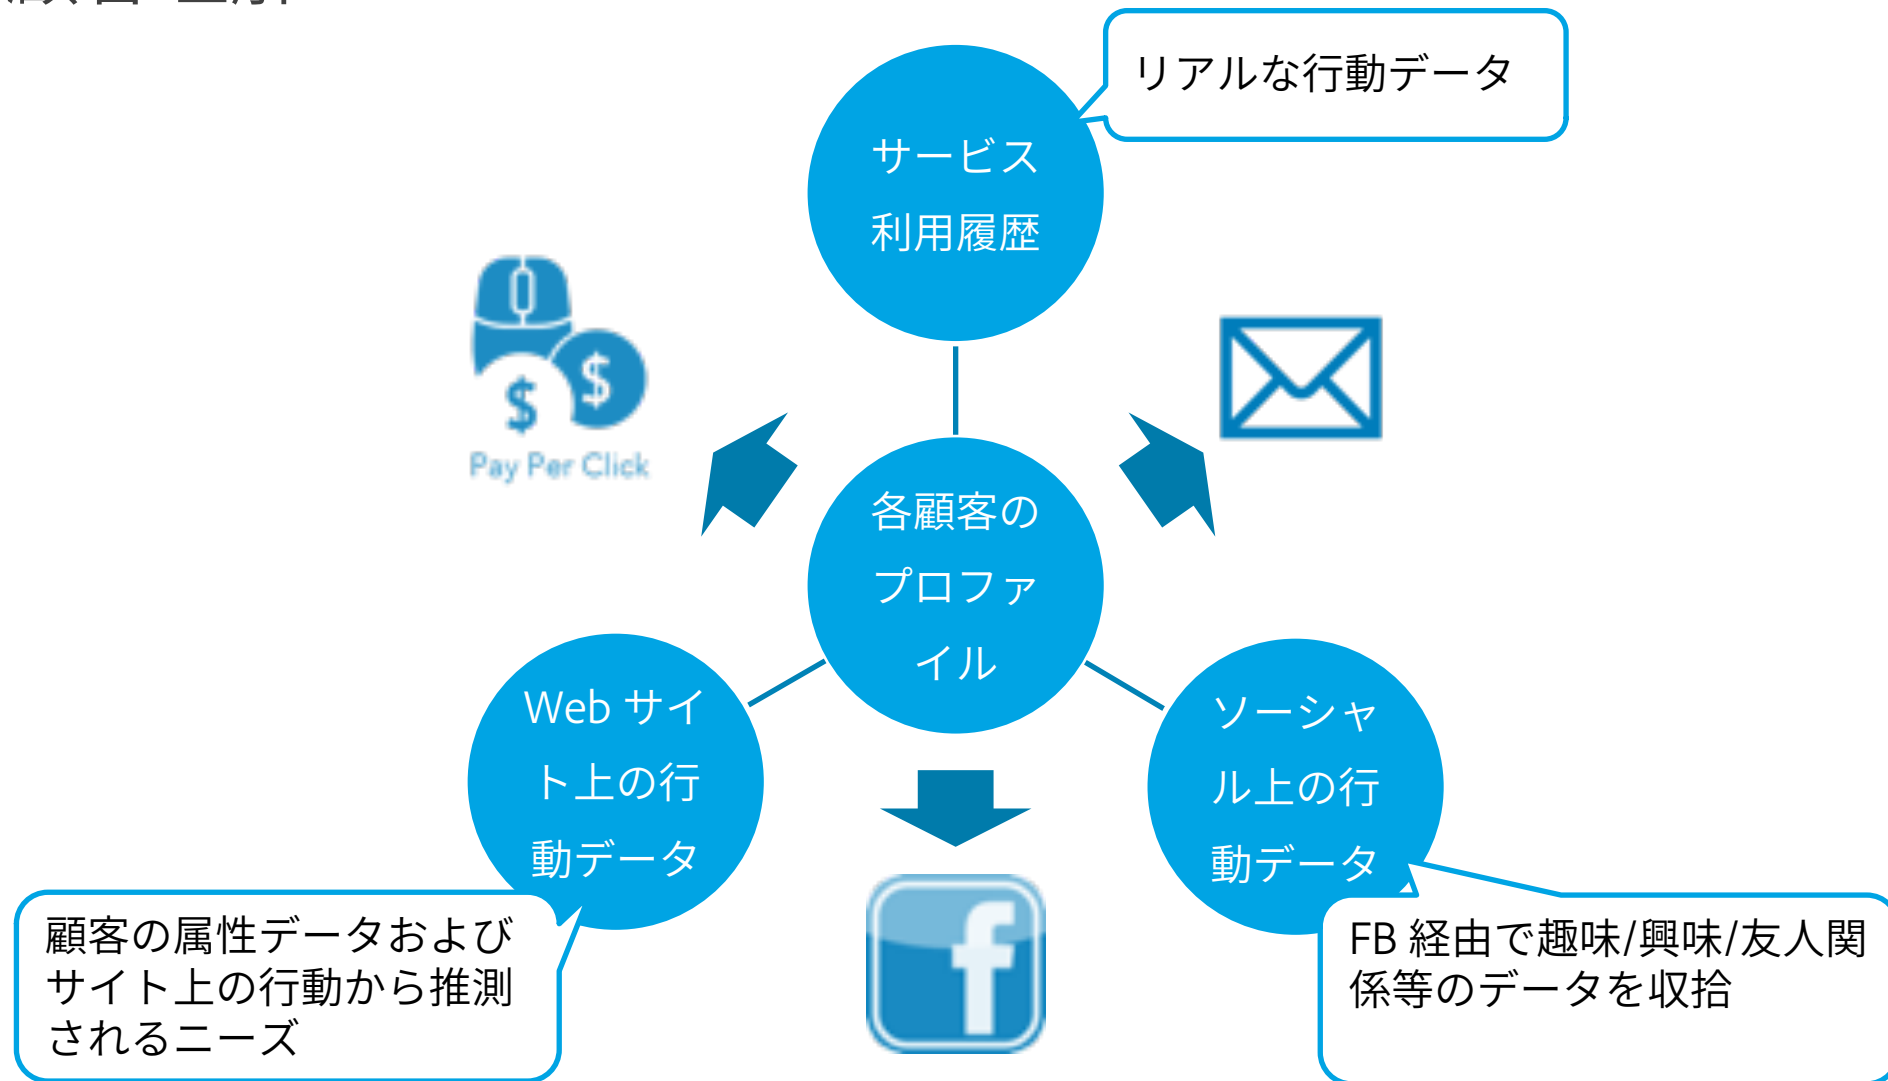 リアルな行動データ
サービス
利用履歴
Pay Per Click
各顧客の
プロファ
イル
Web サイ
ト上の行
動データ
ソーシャ
ル上の行
動データ
顧客の属性データおよび
サイト上の行動から推測
されるニーズ
FB 経由で趣味/興味/友人関
係等のデータを収拾